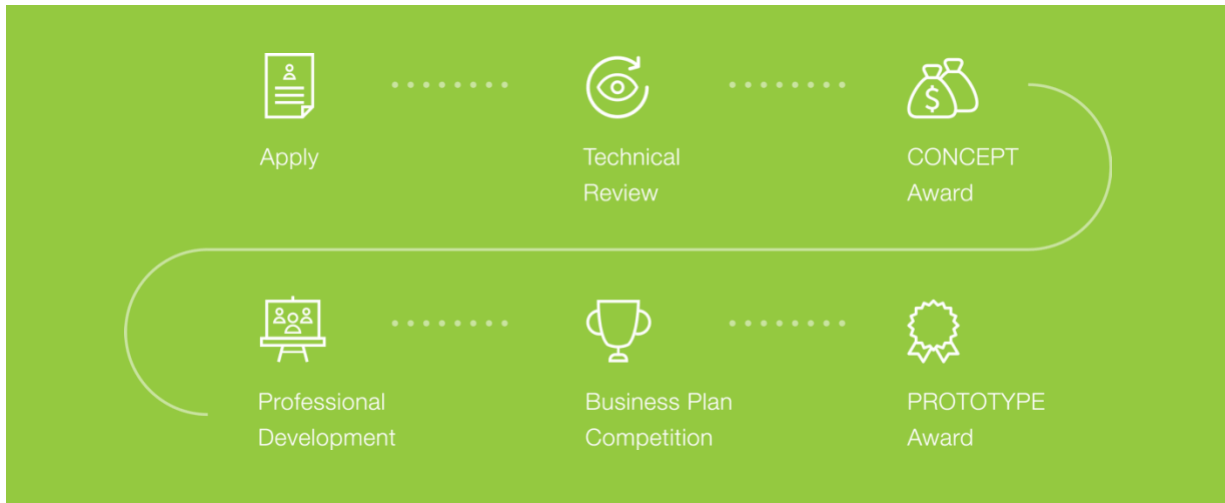 Apply
Technical
Review
CONCEPT
Award
Professional
Development
Business Plan
Competition
PROTOTYPE
Award